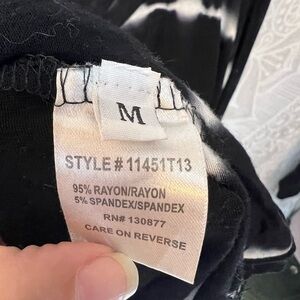 M
STYLE# 11451T13
95% RAYON/RAYON
5% SPANDEX/SPANDEX
RN# 130877
CARE ON REVERSE